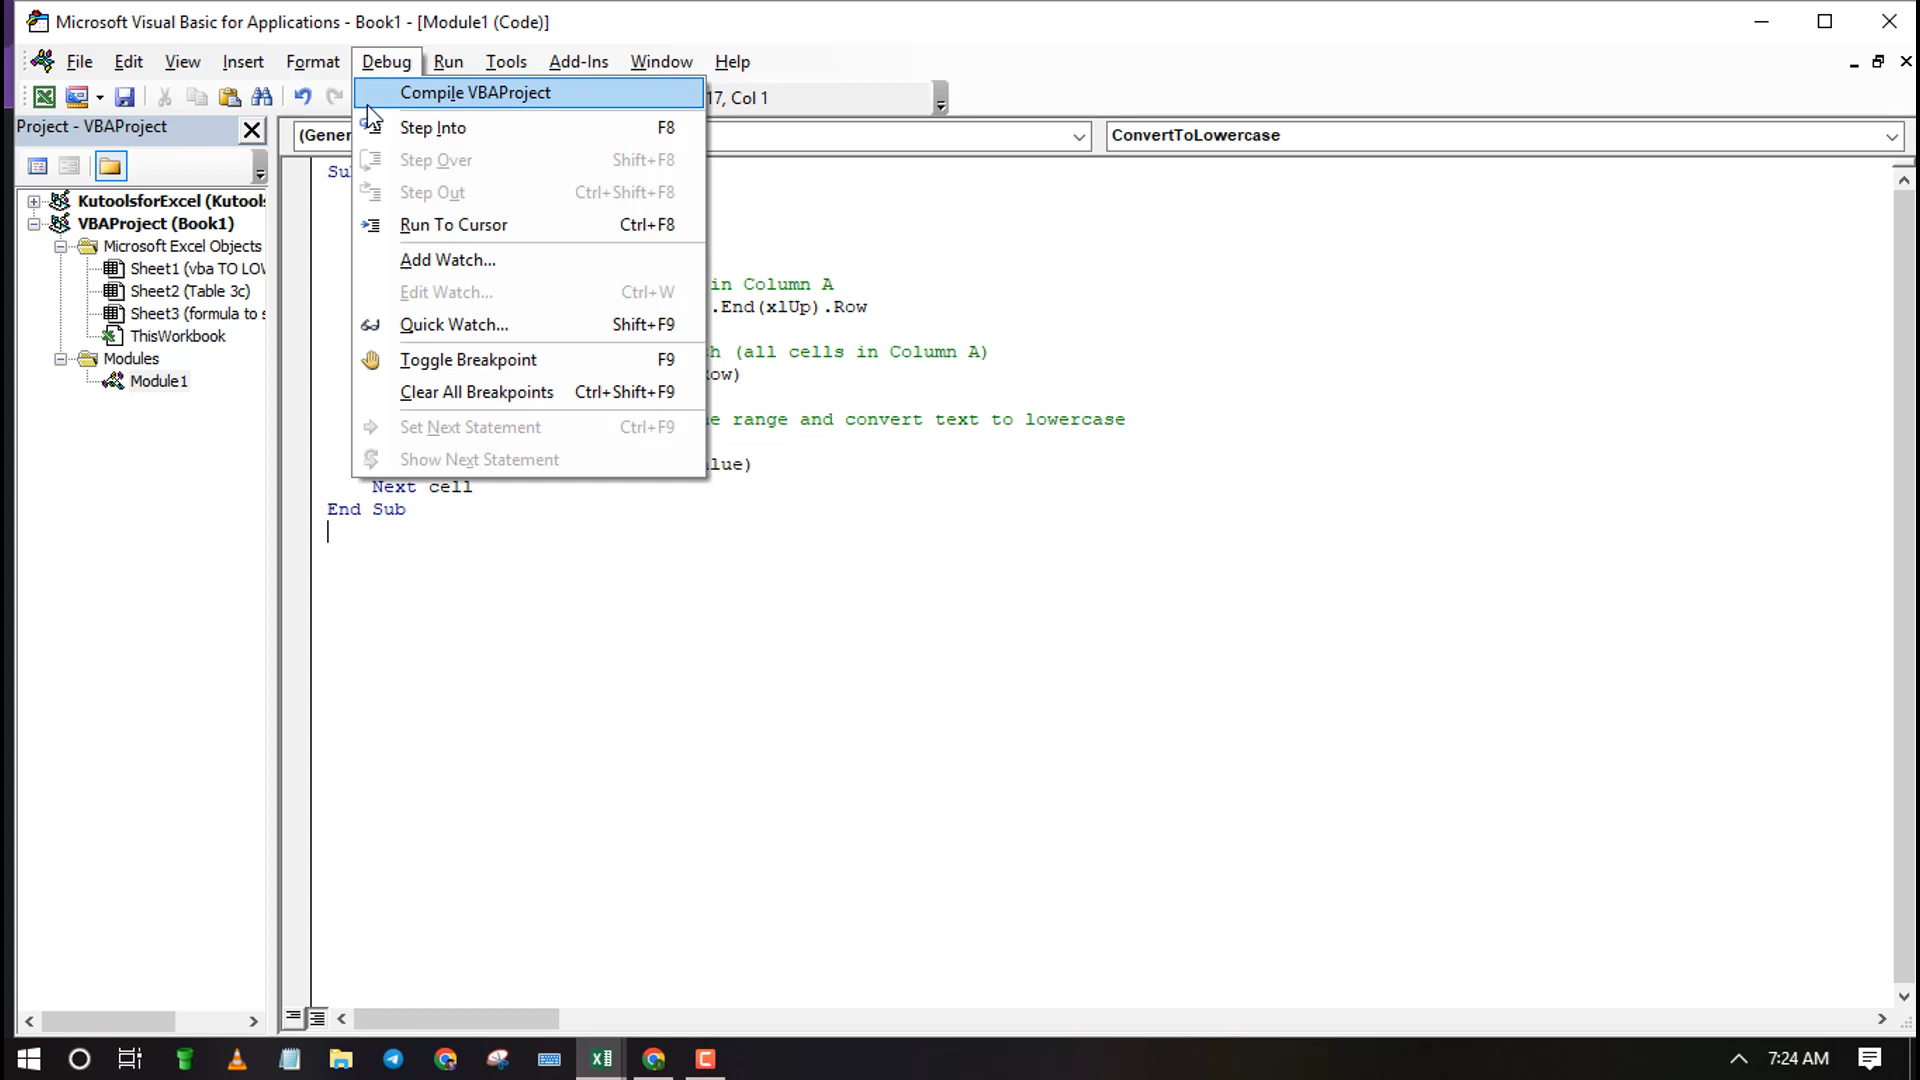 Microsoft Visual Basic for Applications - Book1 - [Module1 (Code)]
File Edit View Insert Format Debug Run Tools Add-Ins Window Help
17, Col 1
Project - VBAProject
(Gener
ConvertToLowercase
KutoolsforExcel (Kutools
VBAProject (Book1)
Microsoft Excel Objects
Sheet1 (vba TO LOW
Sheet2 (Table 3c)
Sheet3 (formula to s
ThisWorkbook
Modules
Module1
Compile VBAProject
Step Into F8
Step Over Shift+F8
Step Out Ctrl+Shift+F8
Run To Cursor Ctrl+F8
Add Watch...
Edit Watch... Ctrl+W
Quick Watch... Shift+F9
Toggle Breakpoint F9
Clear All Breakpoints Ctrl+Shift+F9
Set Next Statement Ctrl+F9
Show Next Statement
Su
in Column A
.End(xlUp).Row
h (all cells in Column A)
ow)
e range and convert text to lowercase
lue)
Next cell
End Sub
7:24 AM